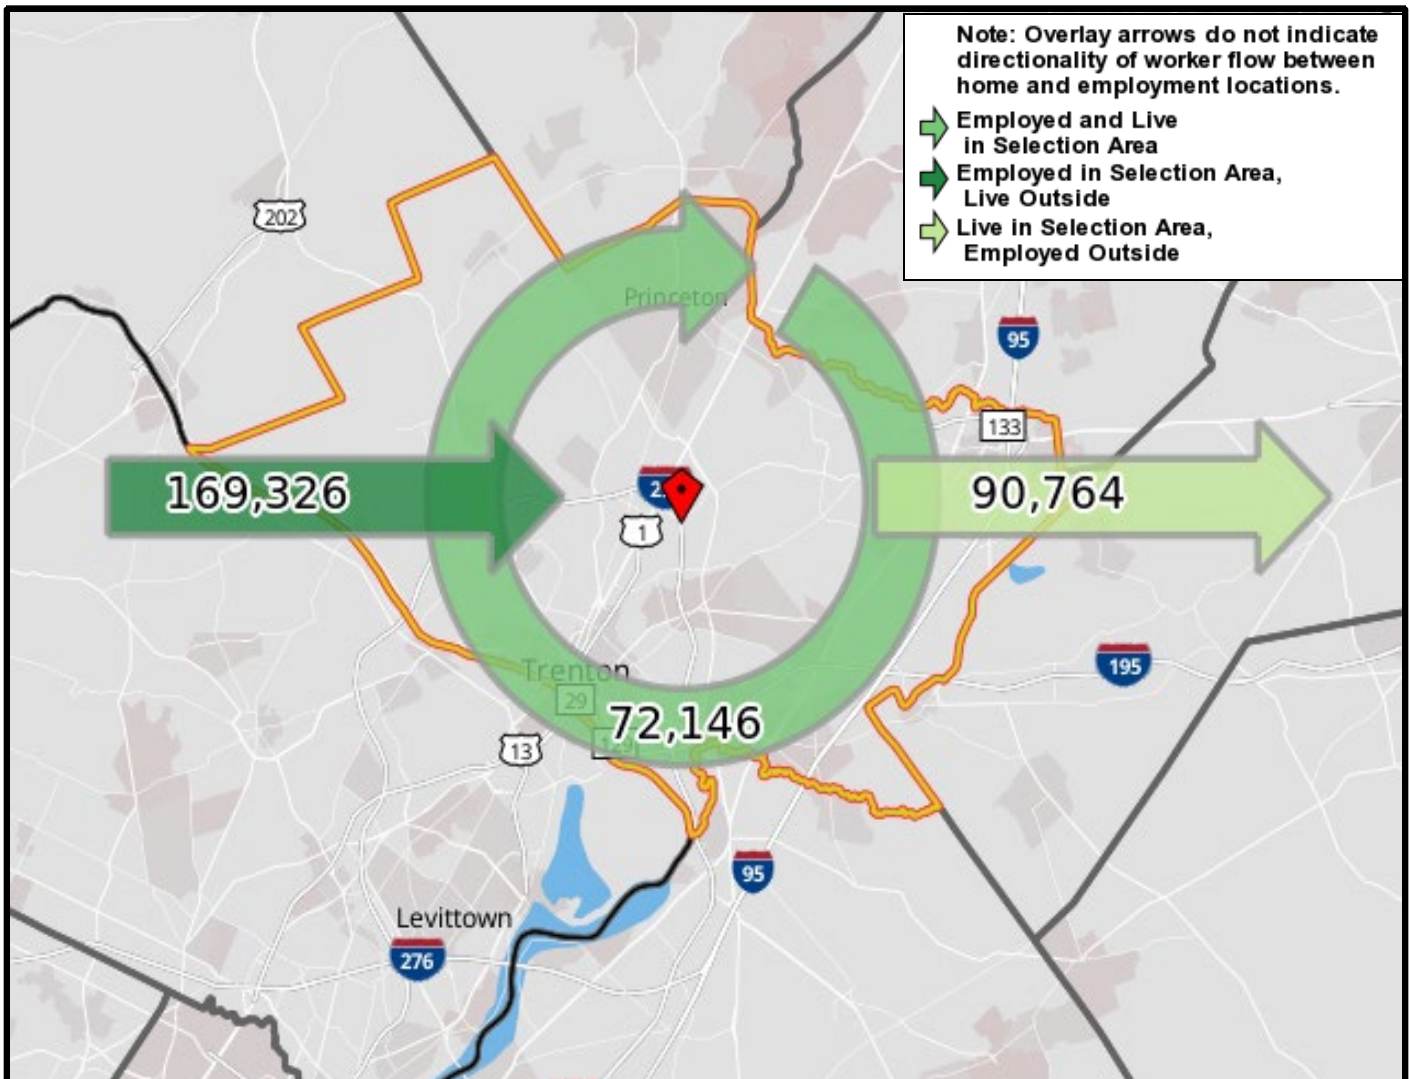 Note: Overlay arrows do not indicate
directionality of worker flow between
home and employment locations.
Employed and Live
in Selection Area
Employed in Selection Area,
Live Outside
Live in Selection Area,
Employed Outside
202
Princeton
95
133
169,326
90,764
1
Trenton
29
195
72,146
13
95
Levittown
276